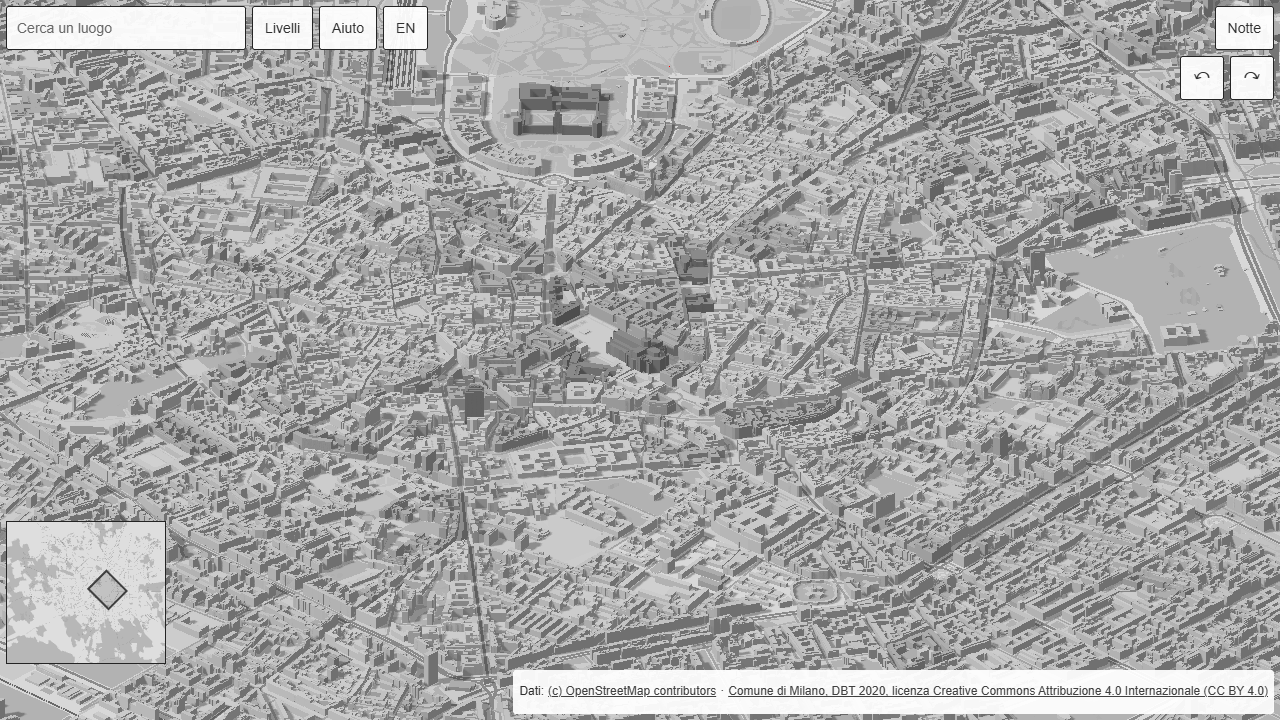 Cerca un luogo
Livelli
Aiuto
EN
Notte
Dati: (c) OpenStreetMap contributors · Comune di Milano, DBT 2020, licenza Creative Commons Attribuzione 4.0 Internazionale (CC BY 4.0)